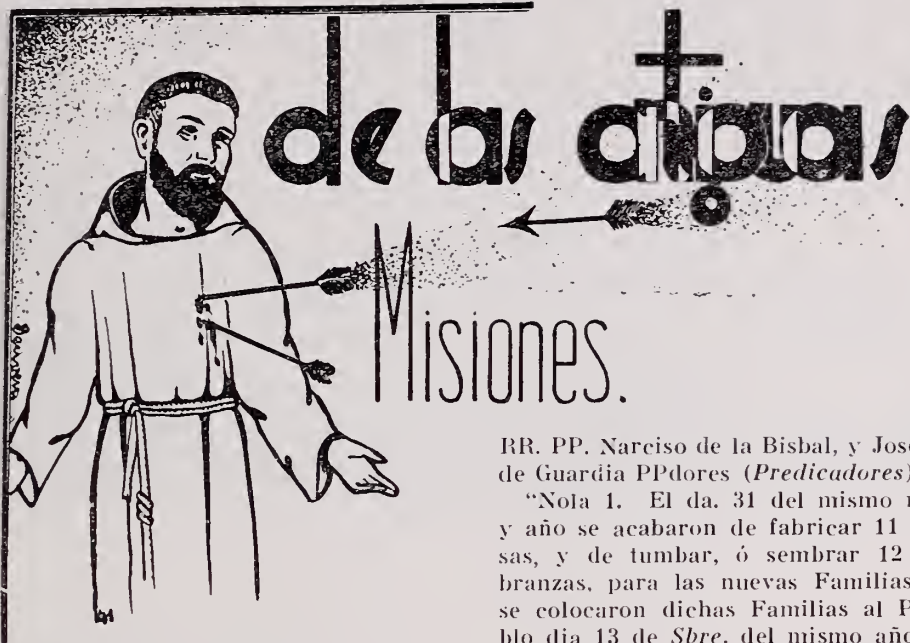 de las antiguas
Misiones.
RR. PP. Narciso de la Bisbal, y Jos
de Guardia PPdores (Predicadores)
"Nota 1. El da. 31 del mismo
y año se acabaron de fabricar 11
sas, y de tumbar, ó sembrar 12
branzas, para las nuevas Familias
se colocaron dichas Familias al P
blo dia 13 de Sbre. del mismo año